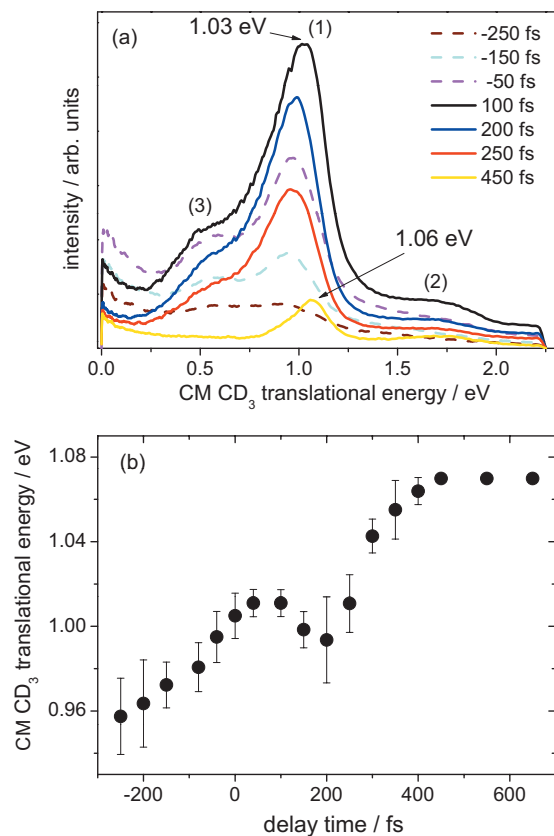 (a)
1.03 eV
(1)
-250 fs
-150 fs
-50 fs
100 fs
200 fs
250 fs
450 fs
(3)
1.06 eV
(2)
intensity / arb. units
0.0 0.5 1.0 1.5 2.0
CM CD₃ translational energy / eV
(b)
1.08
1.04
1.00
0.96
CM CD₃ translational energy / eV
-200 0 200 400 600
delay time / fs